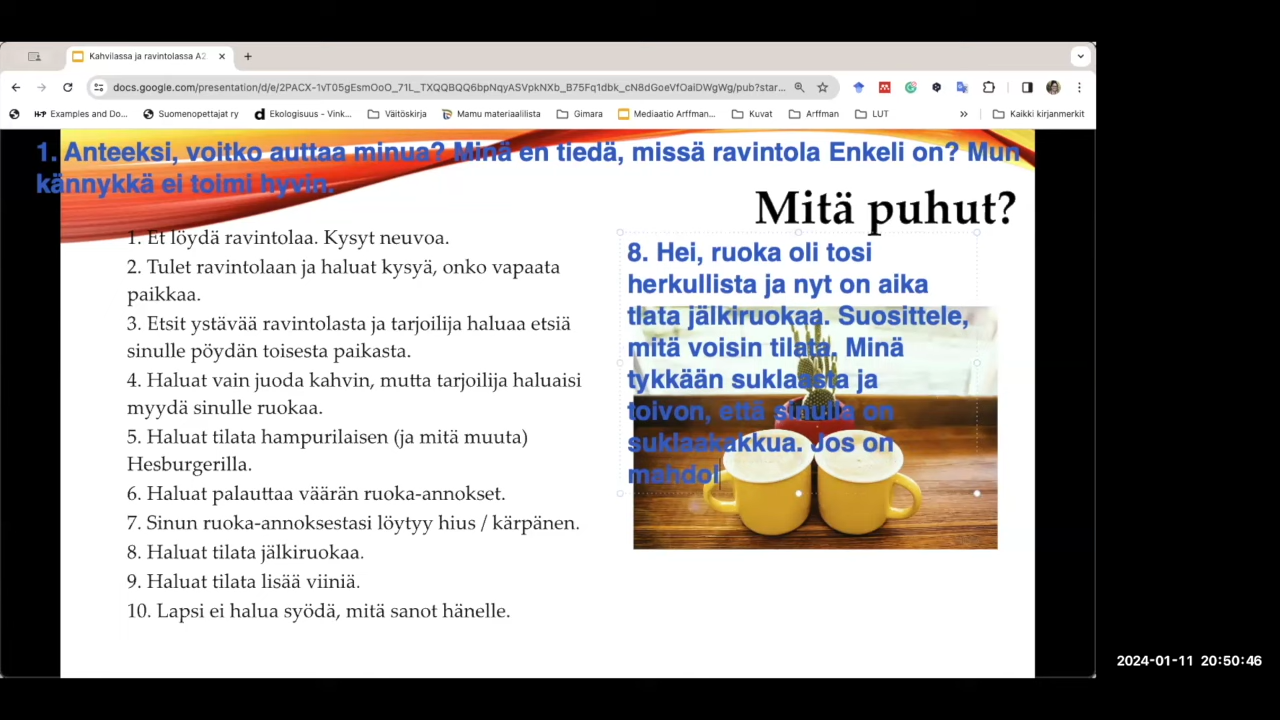 Kahvilassa ja ravintolassa A2
docs.google.com/presentation/d/e/2PACX-1vT05gEsmOoO_71L_TXQQBQQ6bpNqyASVpkNXb_B75Fq1dbk_cN8dGoeVfOaiDWgWg/pub?star...
H-P Examples and Do...
Suomenopettajat ry
Ekologisuus - Vink...
Väitöskirja
Mamu materiaalilista
Gimara
Mediaatio Arffman...
Kuvat
Arffman
LUT
Kaikki kirjanmerkit
1. Anteeksi, voitko auttaa minua? Minä en tiedä, missä ravintola Enkeli on? Mun
kännykkä ei toimi hyvin.
Mitä puhut?
1. Et löydä ravintolaa. Kysyt neuvoa.
2. Tulet ravintolaan ja haluat kysyä, onko vapaata
paikkaa.
3. Etsit ystävää ravintolasta ja tarjoilija haluaa etsiä
sinulle pöydän toisesta paikasta.
4. Haluat vain juoda kahvin, mutta tarjoilija haluaisi
myydä sinulle ruokaa.
5. Haluat tilata hampurilaisen (ja mitä muuta)
Hesburgerilla.
6. Haluat palauttaa väärän ruoka-annokset.
7. Sinun ruoka-annoksestasi löytyy hius / kärpänen.
8. Haluat tilata jälkiruokaa.
9. Haluat tilata lisää viiniä.
10. Lapsi ei halua syödä, mitä sanot hänelle.
8. Hei, ruoka oli tosi
herkullista ja nyt on aika
tlata jälkiruokaa. Suosittele,
mitä voisin tilata. Minä
tykkään suklaasta ja
toivon, että sinulla on
suklaakakkua. Jos on
mahdol
2024-01-11 20:50:46